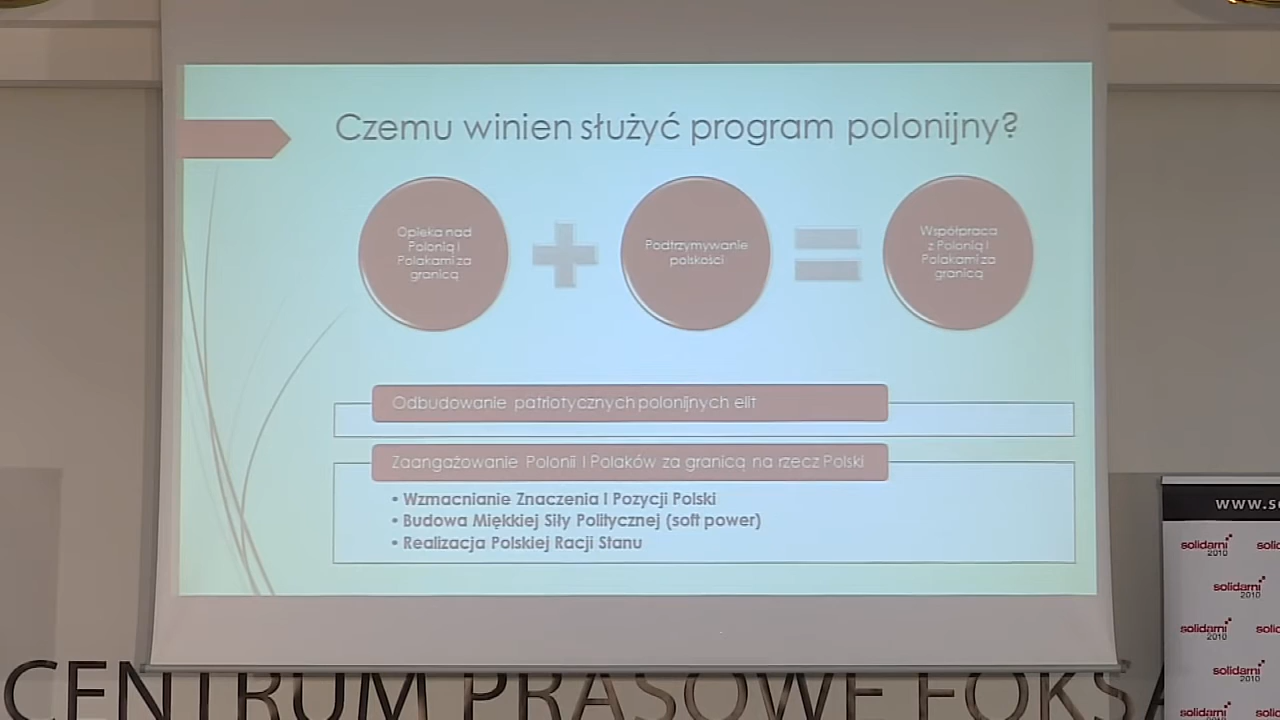 Czemu winien służyć program polonijny?
Opieka nad
Polonią i
Polakami za
granicą
Podtrzymywanie
polskości
Współpraca
z Polonią i
Polakami za
granicą
Odbudowanie patriotycznych polonijnych elit
Zaangażowanie Polonii i Polaków za granicą na rzecz Polski
• Wzmacnianie Znaczenia I Pozycji Polski
• Budowa Miękkiej Siły Politycznej (soft power)
• Realizacja Polskiej Racji Stanu
www.so
solidarni
2010
solid
solidarni
2010
solidarni
2010
solid
solidarni
2010
solidarni
solid
CENTRUM PRASOWE FOKSA